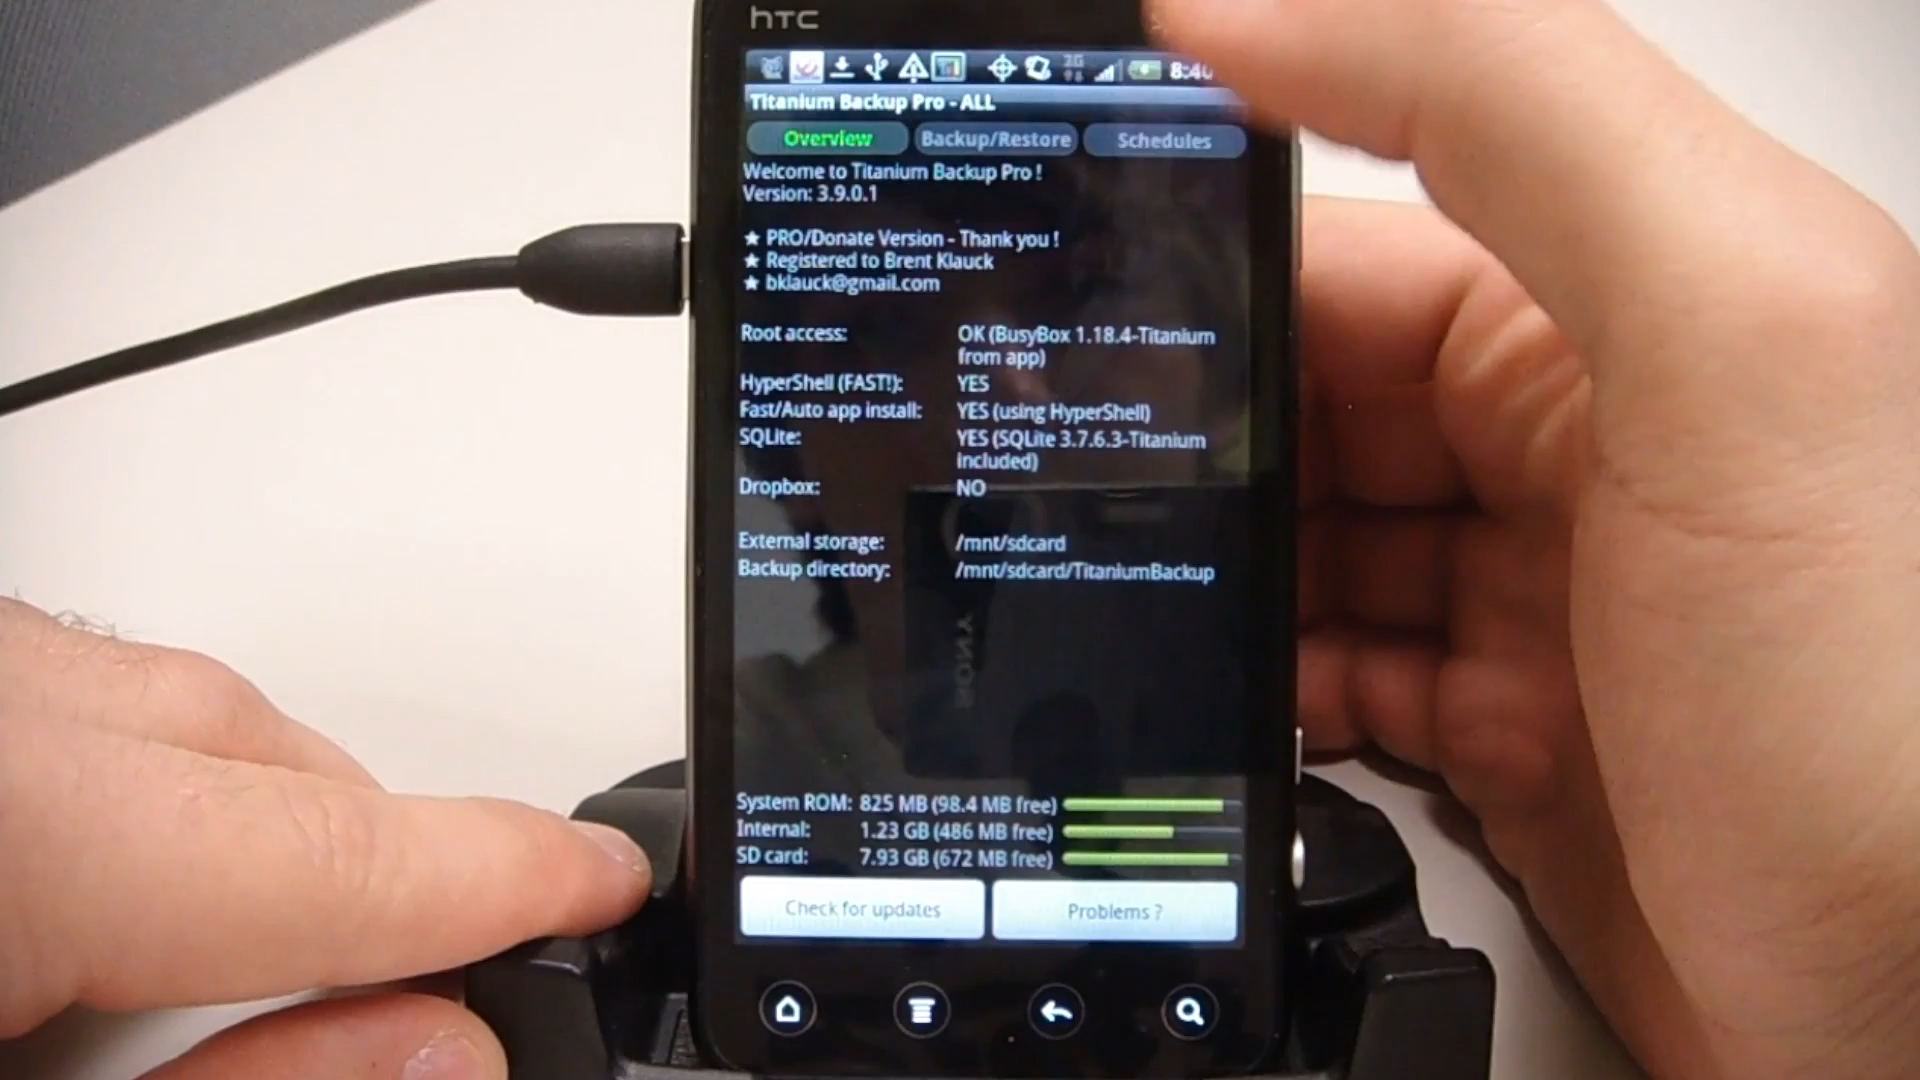 hTC
3G
8:40
Titanium Backup Pro - ALL
Overview Backup/Restore Schedules
Welcome to Titanium Backup Pro !
Version: 3.9.0.1
★ PRO/Donate Version - Thank you !
★ Registered to Brent Klauck
★ bklauck@gmail.com
Root access: OK (BusyBox 1.18.4-Titanium
from app)
HyperShell (FAST!): YES
Fast/Auto app install: YES (using HyperShell)
SQLite: YES (SQLite 3.7.6.3-Titanium
included)
Dropbox: NO
External storage: /mnt/sdcard
Backup directory: /mnt/sdcard/TitaniumBackup
SONY
System ROM: 825 MB (98.4 MB free)
Internal: 1.23 GB (486 MB free)
SD card: 7.93 GB (672 MB free)
Check for updates Problems ?